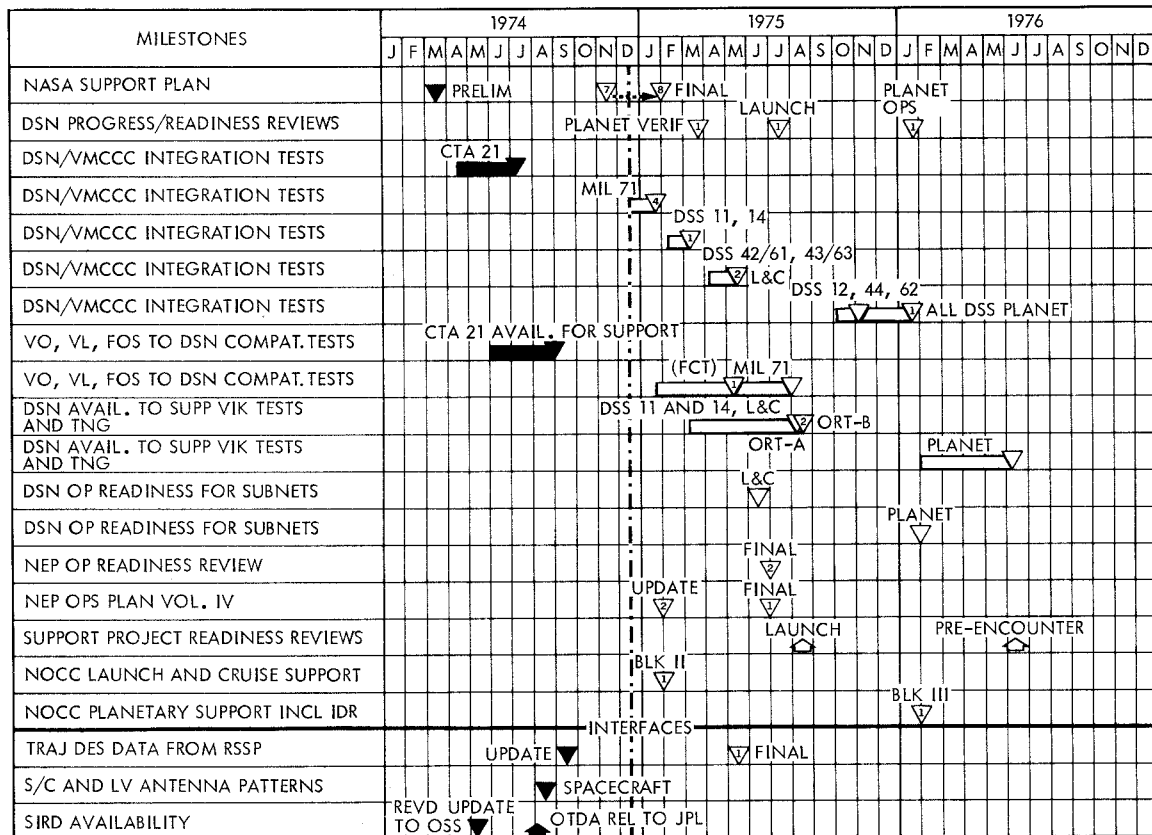 MILESTONES
1974
1975
1976
J F M A M J J A S O N D J F M A M J J A S O N D J F M A M J J A S O N D
NASA SUPPORT PLAN
PRELIM
7
8
FINAL
DSN PROGRESS/READINESS REVIEWS
PLANET VERIF
1
LAUNCH
1
PLANET
OPS
1
DSN/VMCCC INTEGRATION TESTS
CTA 21
DSN/VMCCC INTEGRATION TESTS
MIL 71
4
DSN/VMCCC INTEGRATION TESTS
DSS 11, 14
1
DSN/VMCCC INTEGRATION TESTS
DSS 42/61, 43/63
2
L&C
DSN/VMCCC INTEGRATION TESTS
DSS 12, 44, 62
1
ALL DSS PLANET
VO, VL, FOS TO DSN COMPAT. TESTS
CTA 21 AVAIL. FOR SUPPORT
VO, VL, FOS TO DSN COMPAT. TESTS
(FCT)
MIL 71
1
DSN AVAIL. TO SUPP VIK TESTS
AND TNG
DSS 11 AND 14, L&C
2
ORT-B
ORT-A
DSN AVAIL. TO SUPP VIK TESTS
AND TNG
PLANET
DSN OP READINESS FOR SUBNETS
L&C
DSN OP READINESS FOR SUBNETS
PLANET
NEP OP READINESS REVIEW
FINAL
2
NEP OPS PLAN VOL. IV
UPDATE
2
FINAL
1
SUPPORT PROJECT READINESS REVIEWS
LAUNCH
PRE-ENCOUNTER
NOCC LAUNCH AND CRUISE SUPPORT
BLK II
1
NOCC PLANETARY SUPPORT INCL IDR
BLK III
1
INTERFACES
TRAJ DES DATA FROM RSSP
UPDATE
1
FINAL
S/C AND LV ANTENNA PATTERNS
SPACECRAFT
SIRD AVAILABILITY
REVD UPDATE
TO OSS
OTDA REL TO JPL